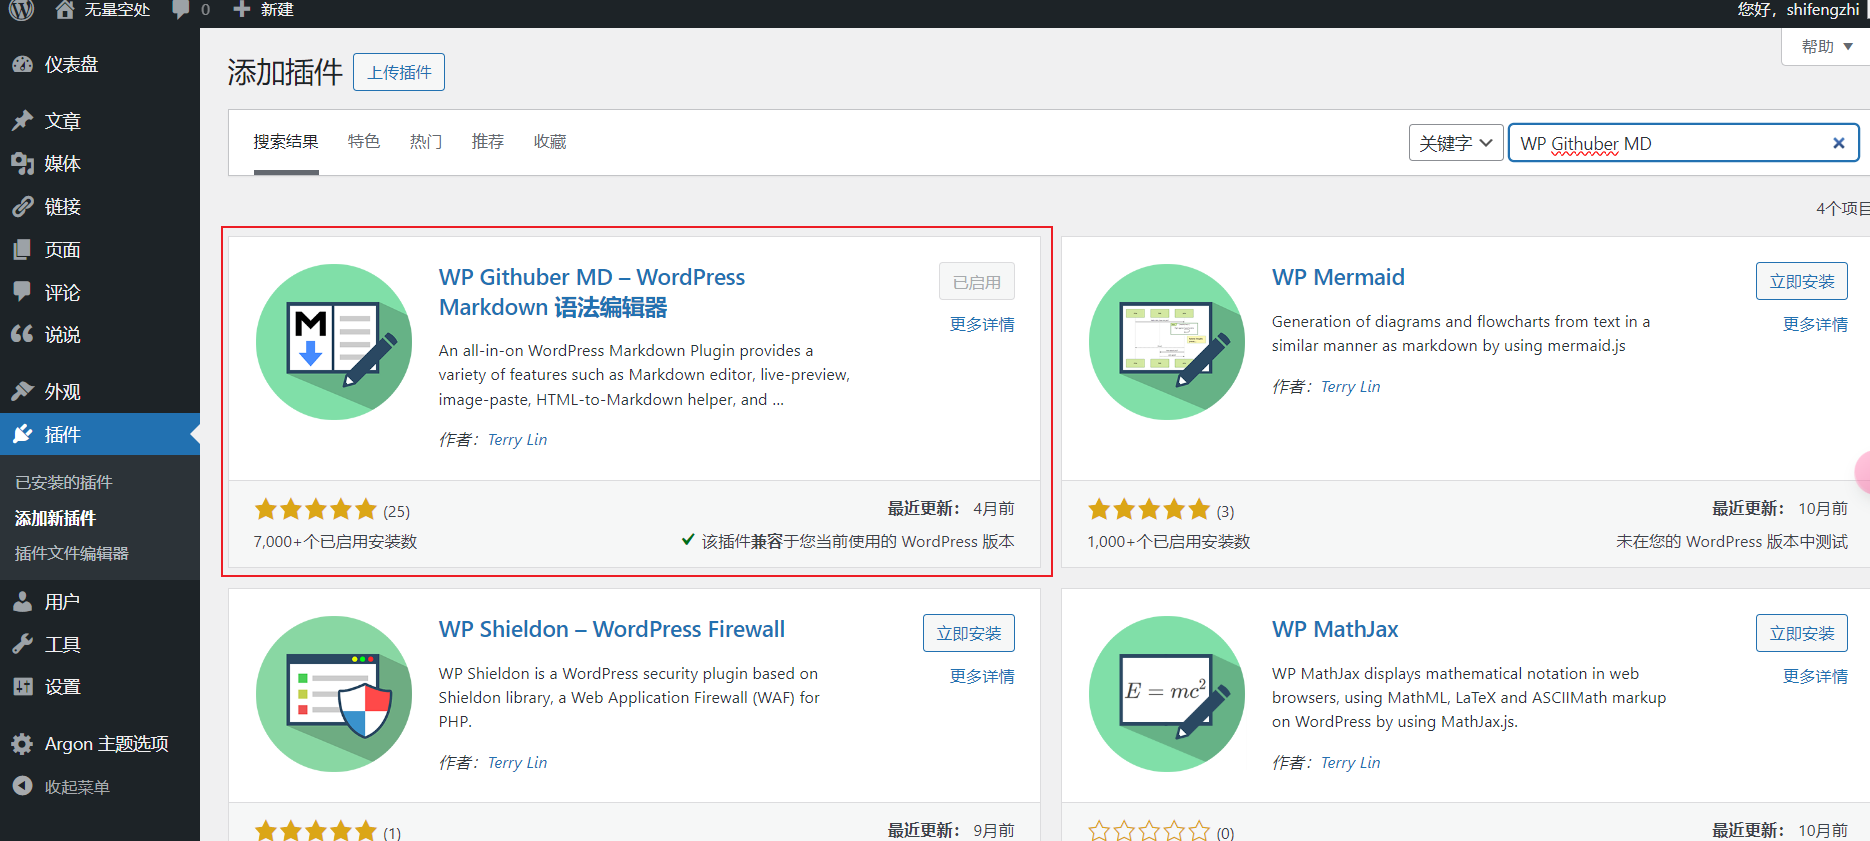 无量空处
0
新建
您好，shifengzhi
仪表盘
文章
媒体
链接
页面
评论
说说
外观
插件
已安装的插件
添加新插件
插件文件编辑器
用户
工具
设置
Argon 主题选项
收起菜单
帮助
添加插件
上传插件
搜索结果
特色
热门
推荐
收藏
关键字
WP Githuber MD
4个项目
WP Githuber MD – WordPress
Markdown 语法编辑器
已启用
更多详情
An all-in-on WordPress Markdown Plugin provides a
variety of features such as Markdown editor, live-preview,
image-paste, HTML-to-Markdown helper, and ...
作者：Terry Lin
(25)
最近更新： 4月前
7,000+个已启用安装数
该插件兼容于您当前使用的 WordPress 版本
WP Mermaid
立即安装
更多详情
Generation of diagrams and flowcharts from text in a
similar manner as markdown by using mermaid.js
作者：Terry Lin
(3)
最近更新： 10月前
1,000+个已启用安装数
未在您的 WordPress 版本中测试
WP Shieldon – WordPress Firewall
立即安装
更多详情
WP Shieldon is a WordPress security plugin based on
Shieldon library, a Web Application Firewall (WAF) for
PHP.
作者：Terry Lin
(1)
最近更新： 9月前
E = mc²
WP MathJax
立即安装
更多详情
WP MathJax displays mathematical notation in web
browsers, using MathML, LaTeX and ASCIIMath markup
on WordPress by using MathJax.js.
作者：Terry Lin
(0)
最近更新： 10月前